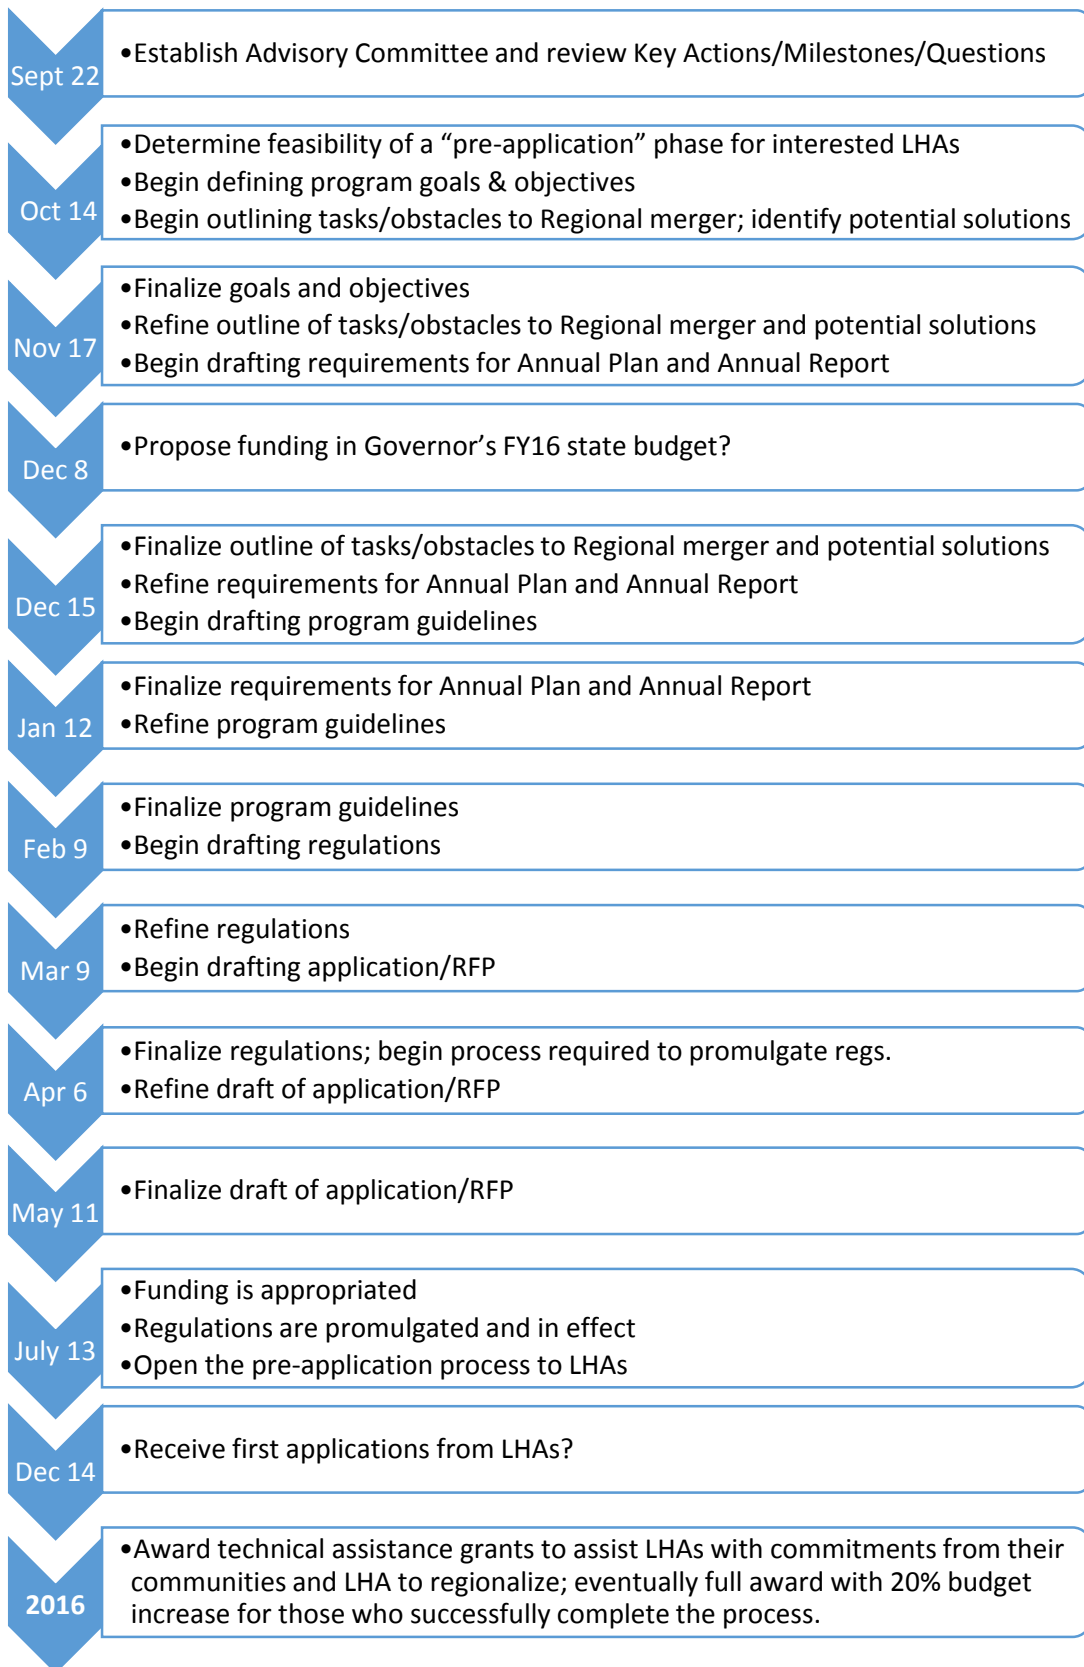 Sept 22
•Establish Advisory Committee and review Key Actions/Milestones/Questions
Oct 14
•Determine feasibility of a “pre-application” phase for interested LHAs
•Begin defining program goals & objectives
•Begin outlining tasks/obstacles to Regional merger; identify potential solutions
Nov 17
•Finalize goals and objectives
•Refine outline of tasks/obstacles to Regional merger and potential solutions
•Begin drafting requirements for Annual Plan and Annual Report
Dec 8
•Propose funding in Governor’s FY16 state budget?
Dec 15
•Finalize outline of tasks/obstacles to Regional merger and potential solutions
•Refine requirements for Annual Plan and Annual Report
•Begin drafting program guidelines
Jan 12
•Finalize requirements for Annual Plan and Annual Report
•Refine program guidelines
Feb 9
•Finalize program guidelines
•Begin drafting regulations
Mar 9
•Refine regulations
•Begin drafting application/RFP
Apr 6
•Finalize regulations; begin process required to promulgate regs.
•Refine draft of application/RFP
May 11
•Finalize draft of application/RFP
July 13
•Funding is appropriated
•Regulations are promulgated and in effect
•Open the pre-application process to LHAs
Dec 14
•Receive first applications from LHAs?
2016
•Award technical assistance grants to assist LHAs with commitments from their
communities and LHA to regionalize; eventually full award with 20% budget
increase for those who successfully complete the process.